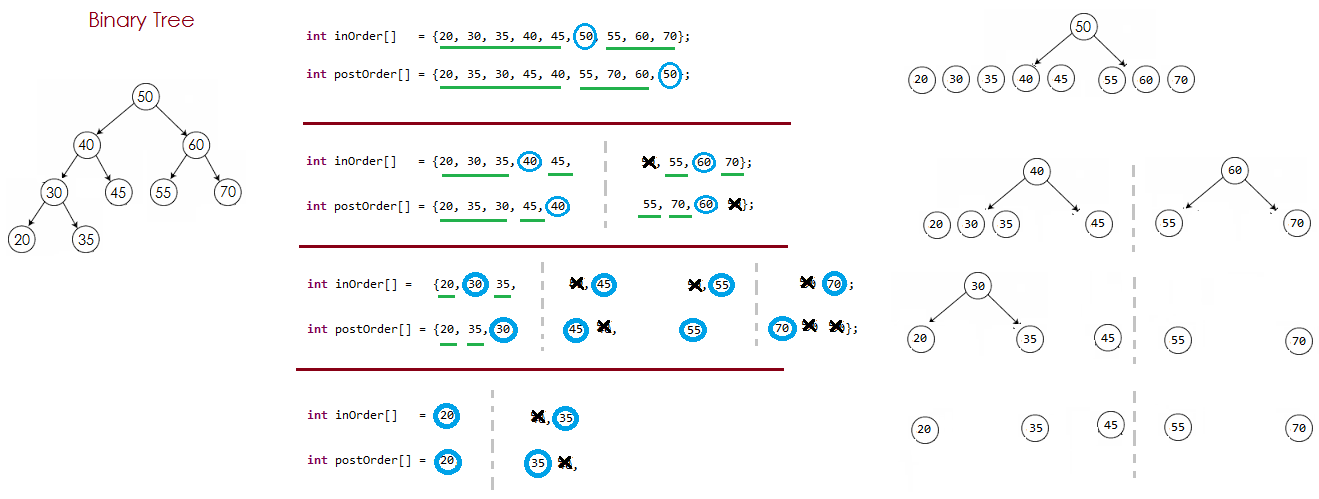 Binary Tree
50
40 60
30 45 55 70
20 35
int inOrder[] = {20, 30, 35, 40, 45, 50, 55, 60, 70};
int postOrder[] = {20, 35, 30, 45, 40, 55, 70, 60, 50};
int inOrder[] = {20, 30, 35, 40 45, , 55, 60 70};
int postOrder[] = {20, 35, 30, 45, 40 55, 70, 60 };
int inOrder[] = {20, 30 35, , 45 , 55 70 ;
int postOrder[] = {20, 35, 30 45 , 55 70 };
int inOrder[] = 20 , 35
int postOrder[] = 20 35 ,
50
20 30 35 40 45 55 60 70
40 60
20 30 35 45 55 70
30
20 35 45 55 70
20 35 45 55 70